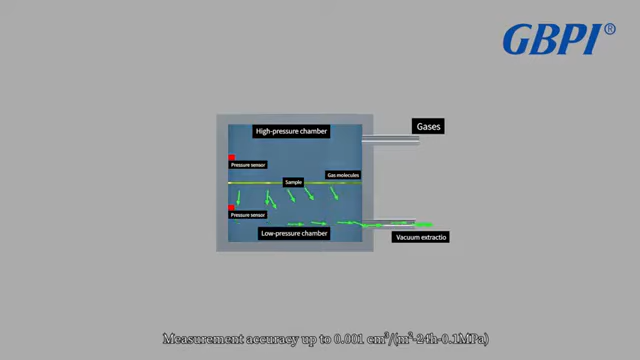 GBPI®
High-pressure chamber
Gases
Pressure sensor
Gas molecules
Sample
Pressure sensor
Low-pressure chamber
Vacuum extractio
Measurement accuracy up to 0.001 cm³/(m²·24h·0.1MPa)